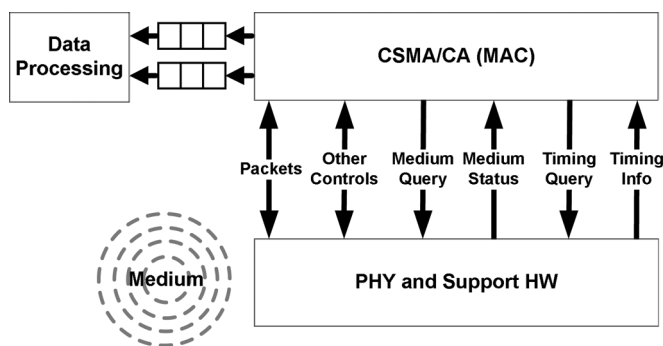 Data
Processing
CSMA/CA (MAC)
Packets
Other
Controls
Medium
Query
Medium
Status
Timing
Query
Timing
Info
Medium
PHY and Support HW